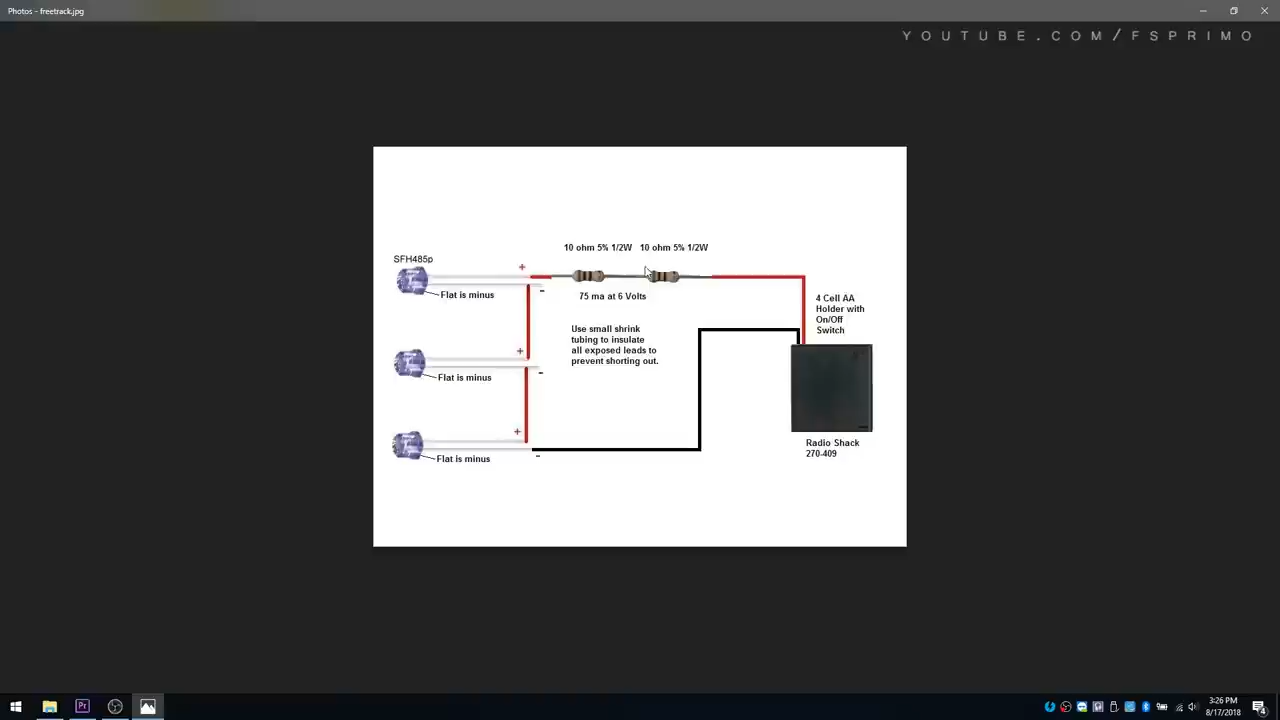 Photos - freetrack.jpg
YOUTUBE.COM/FSPRIMO
10 ohm 5% 1/2W 10 ohm 5% 1/2W
SFH485p
+
Flat is minus
-
75 ma at 6 Volts
4 Cell AA
Holder with
On/Off
Switch
Use small shrink
tubing to insulate
all exposed leads to
prevent shorting out.
+
Flat is minus
-
+
Flat is minus
-
Radio Shack
270-409
Pr
3:26 PM
8/17/2018